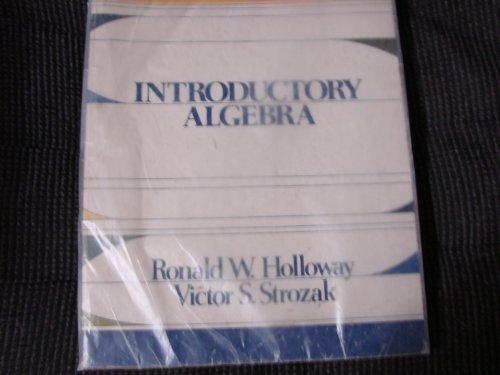 INTRODUCTORY
ALGEBRA
Ronald W. Holloway
Victor S. Strozak